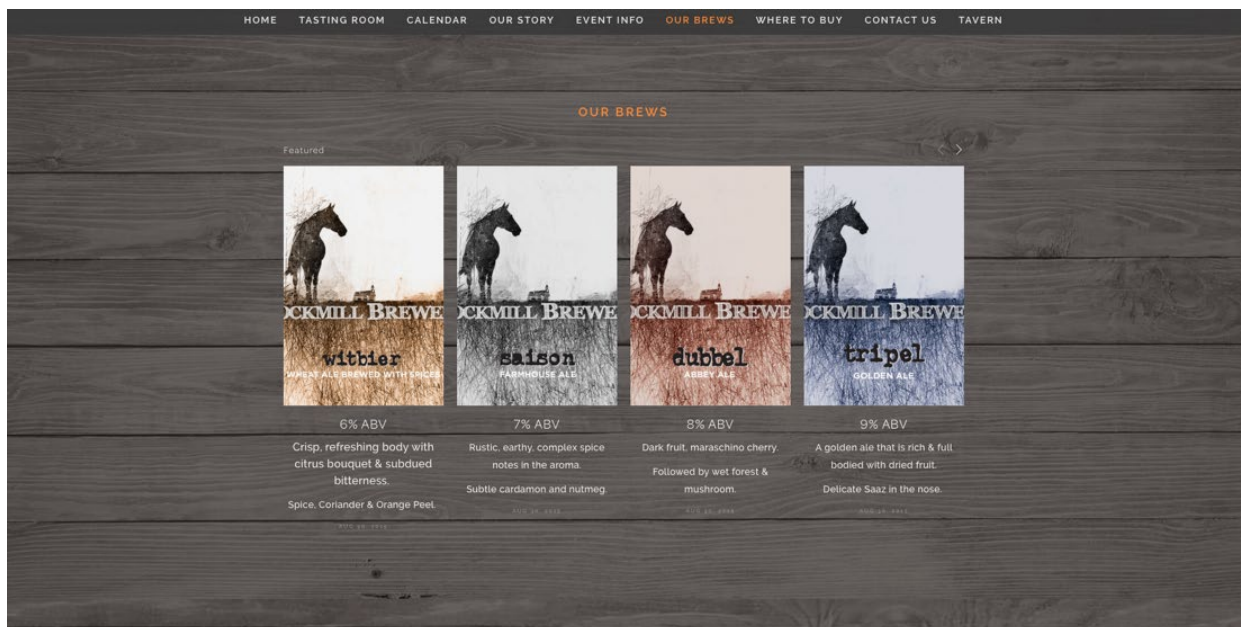 HOME TASTING ROOM CALENDAR OUR STORY EVENT INFO OUR BREWS WHERE TO BUY CONTACT US TAVERN
OUR BREWS
Featured
OCKMILL BREWE
witbier
WHEAT ALE BREWED WITH SPICES
6% ABV
Crisp, refreshing body with
citrus bouquet & subdued
bitterness.
Spice, Coriander & Orange Peel.
OCKMILL BREWE
saison
FARMHOUSE ALE
7% ABV
Rustic, earthy, complex spice
notes in the aroma.
Subtle cardamon and nutmeg.
OCKMILL BREWE
dubbel
ABBEY ALE
8% ABV
Dark fruit, maraschino cherry.
Followed by wet forest &
mushroom.
OCKMILL BREWE
tripel
GOLDEN ALE
9% ABV
A golden ale that is rich & full
bodied with dried fruit.
Delicate Saaz in the nose.